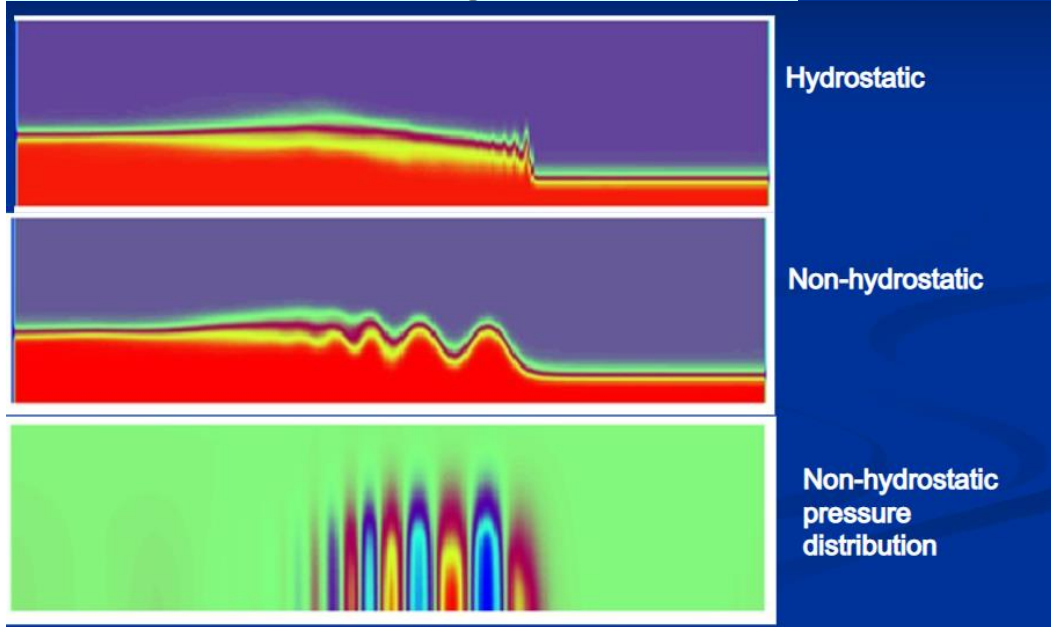 Hydrostatic
Non-hydrostatic
Non-hydrostatic
pressure
distribution